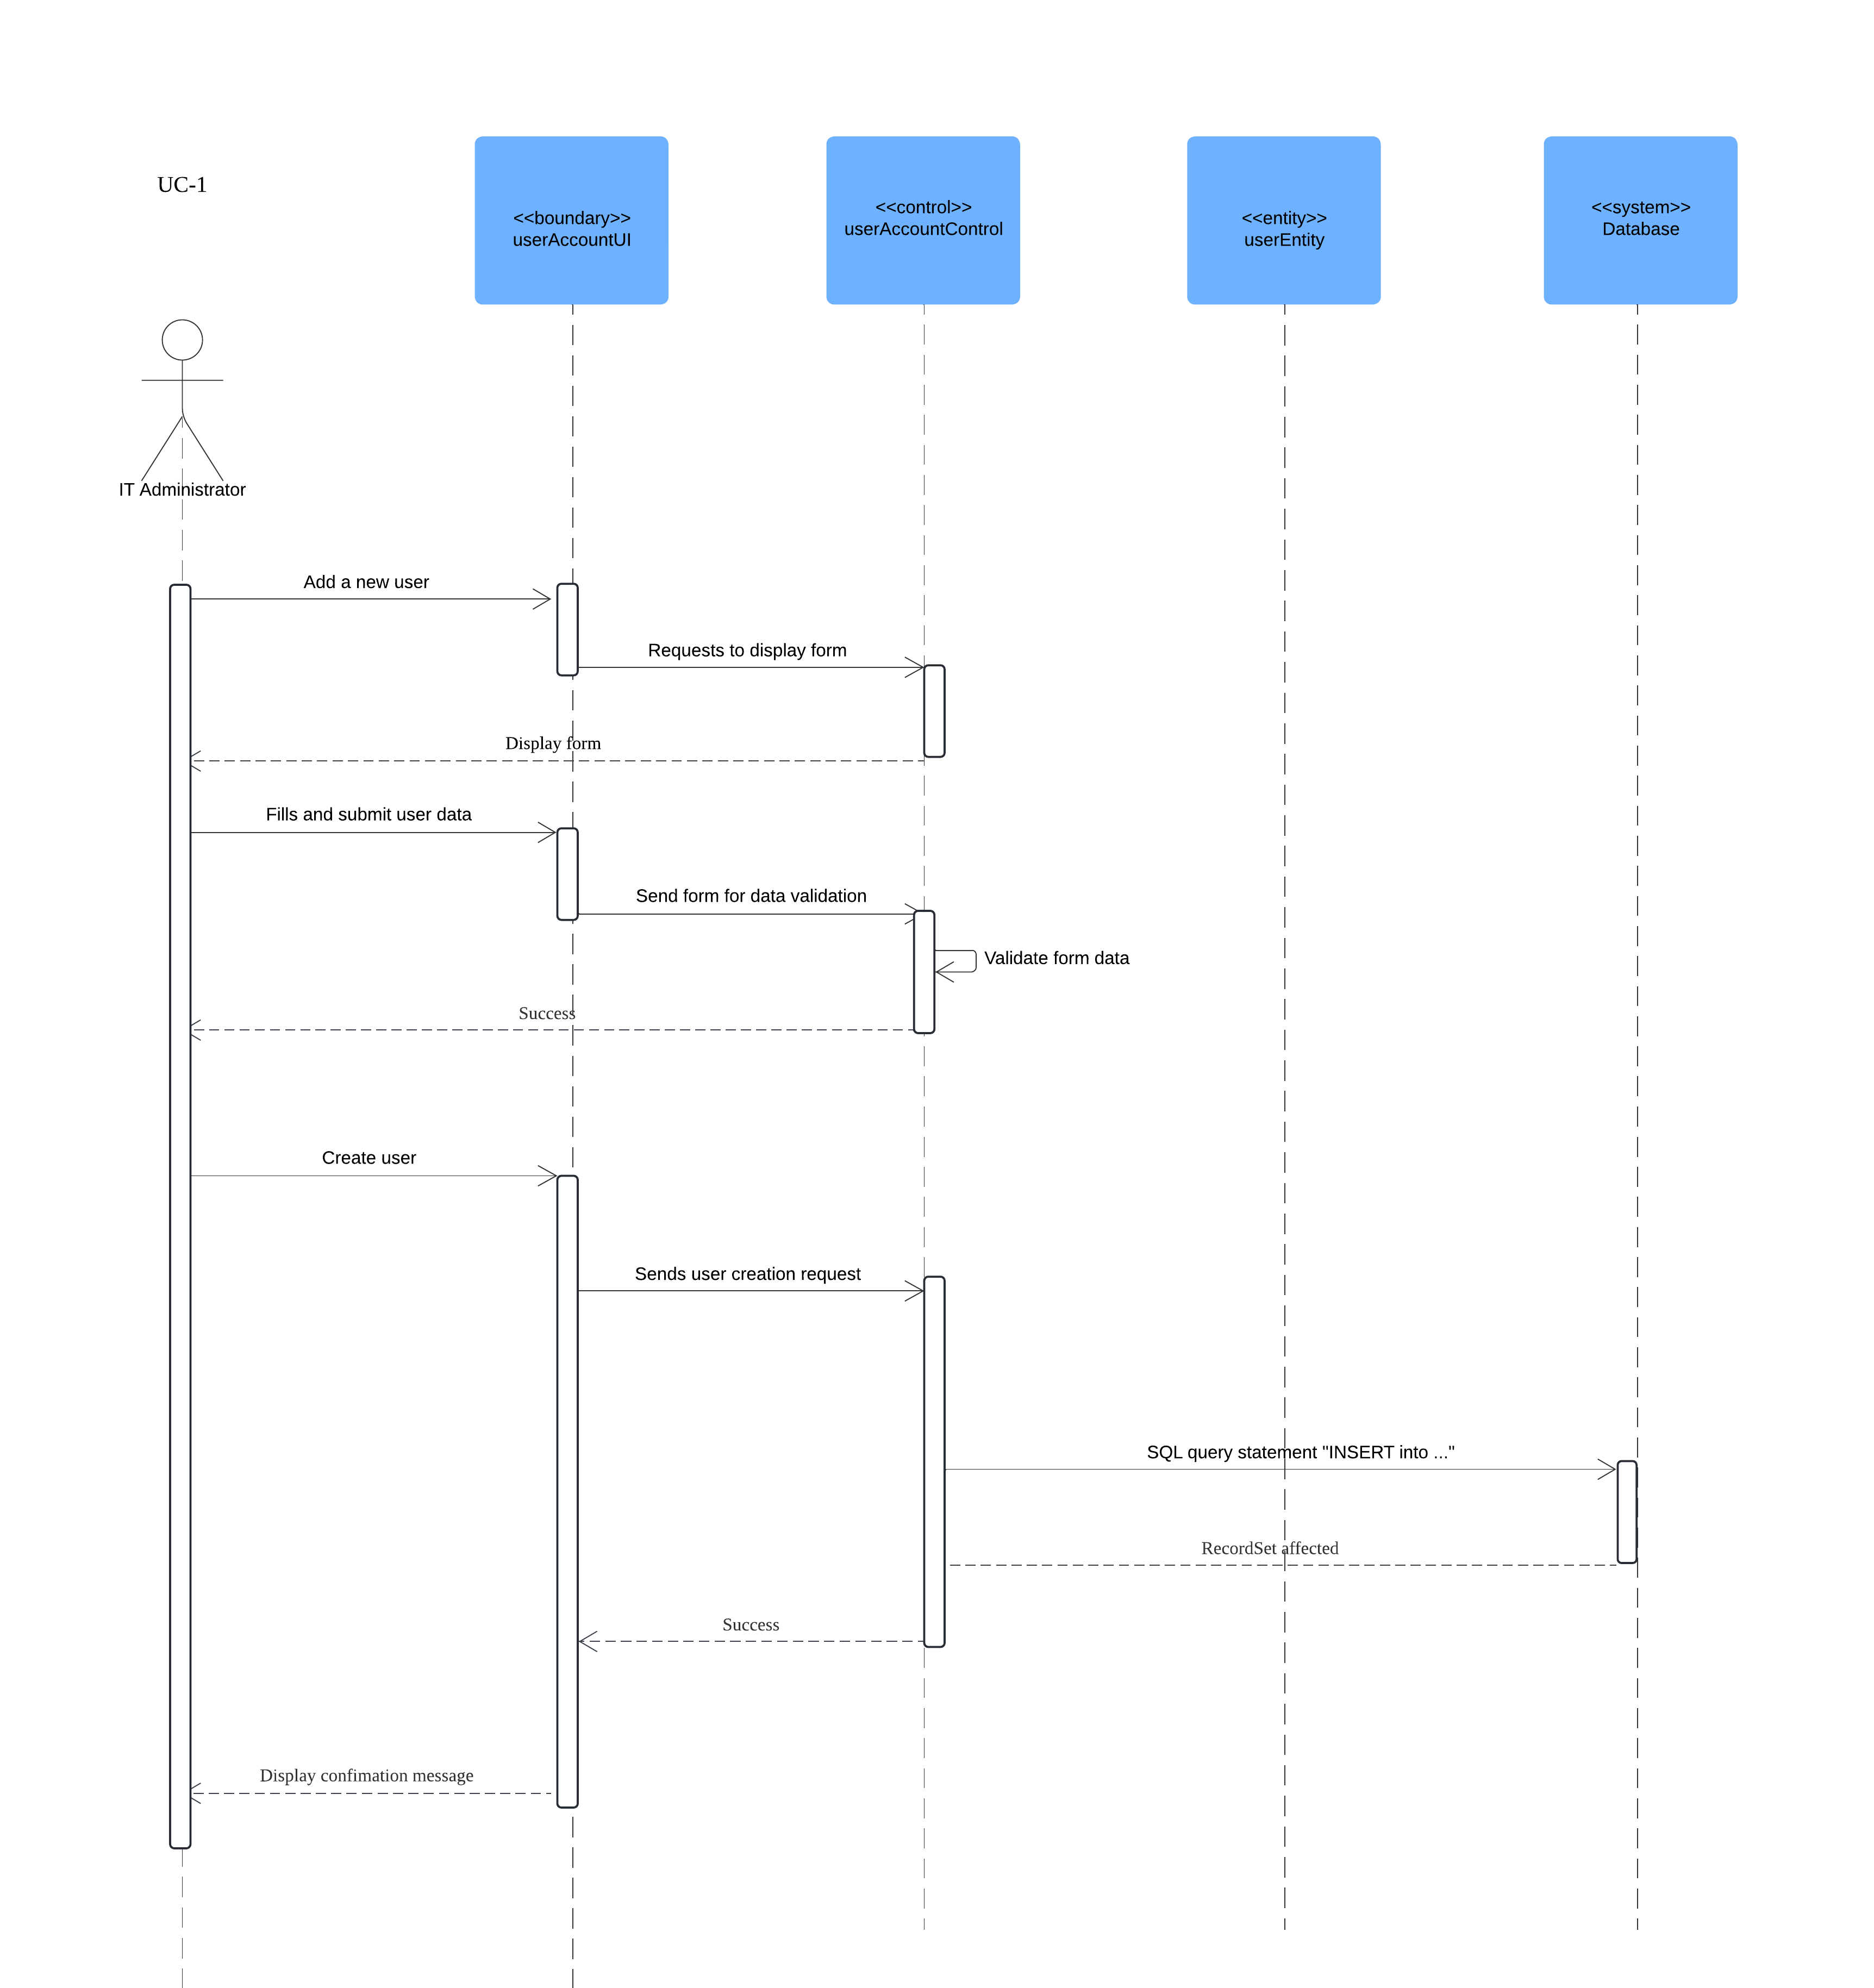 UC-1
<<boundary>>
userAccountUI
<<control>>
userAccountControl
<<entity>>
userEntity
<<system>>
Database
IT Administrator
Add a new user
Requests to display form
Display form
Fills and submit user data
Send form for data validation
Validate form data
Success
Create user
Sends user creation request
SQL query statement "INSERT into ..."
RecordSet affected
Success
Display confimation message